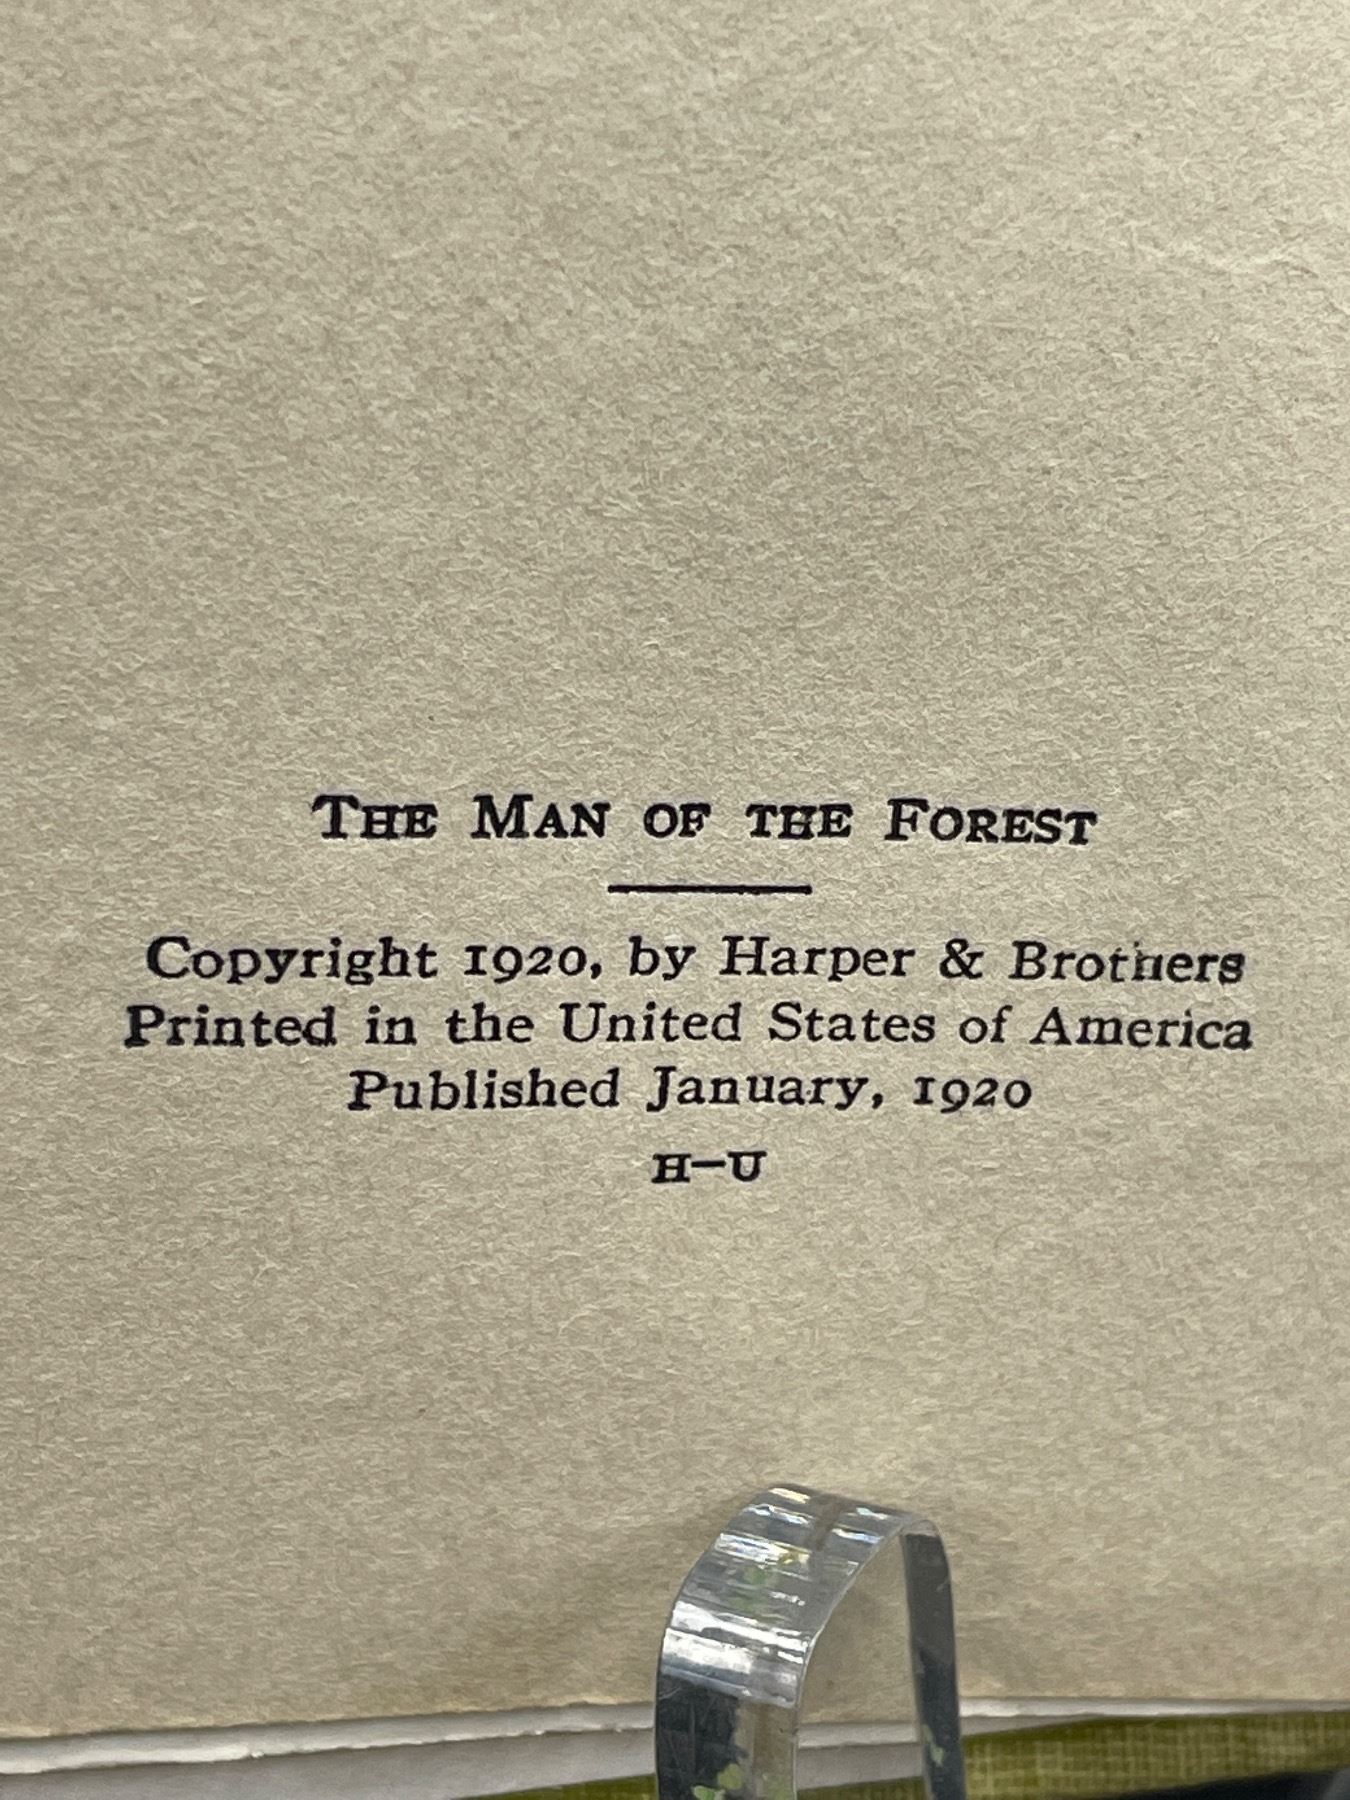 THE MAN OF THE FOREST
Copyright 1920, by Harper & Brothers
Printed in the United States of America
Published January, 1920
H–U